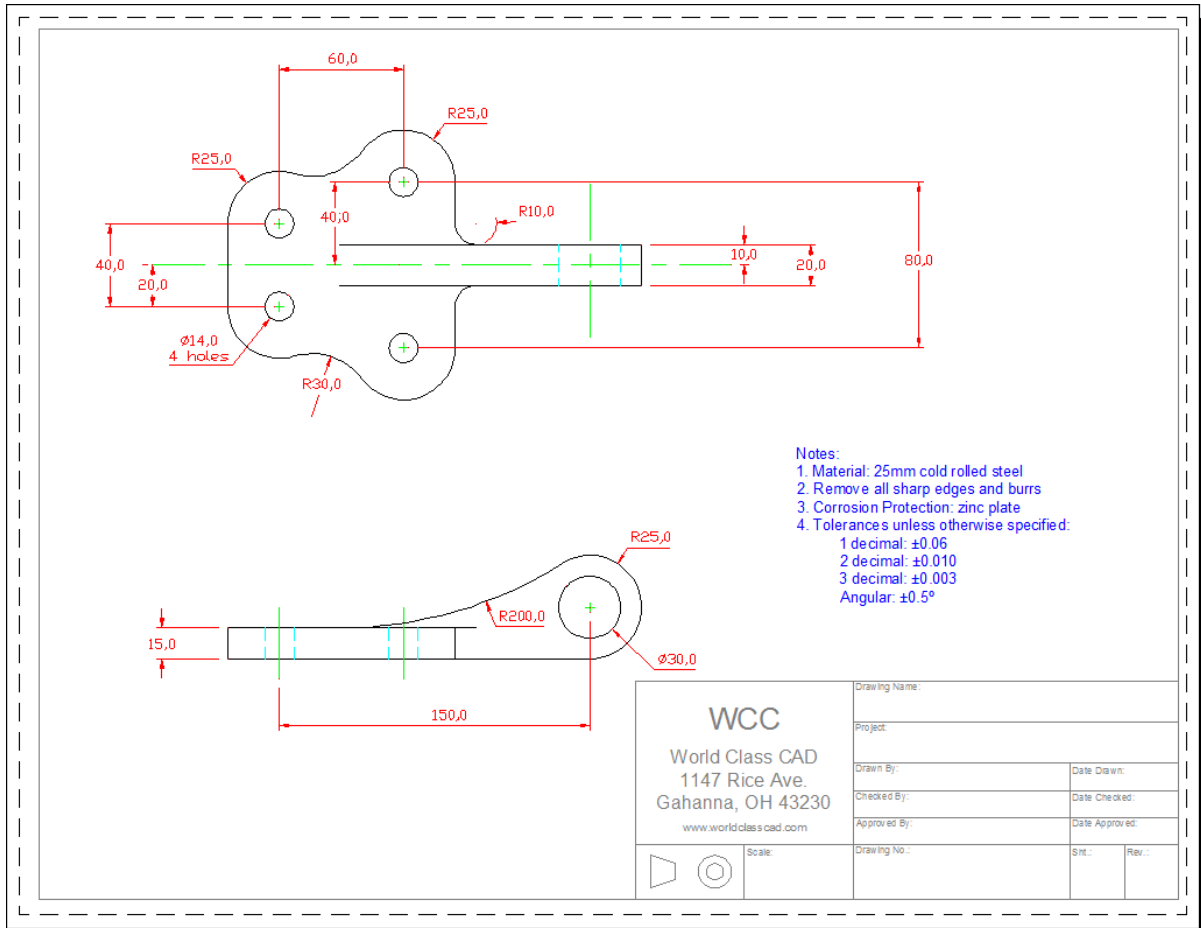 60,0
R25,0
R25,0
40,0
R10,0
40,0
20,0
10,0
20,0
80,0
Ø14,0
4 holes
R30,0
Notes:
1. Material: 25mm cold rolled steel
2. Remove all sharp edges and burrs
3. Corrosion Protection: zinc plate
4. Tolerances unless otherwise specified:
1 decimal: ±0.06
2 decimal: ±0.010
3 decimal: ±0.003
Angular: ±0.5º
R25,0
R200,0
15,0
Ø30,0
150,0
WCC
World Class CAD
1147 Rice Ave.
Gahanna, OH 43230
www.worldclasscad.com
Scale:
Drawing Name:
Project:
Drawn By:
Date Drawn:
Checked By:
Date Checked:
Approved By:
Date Approved:
Drawing No.:
Sht.:
Rev.: